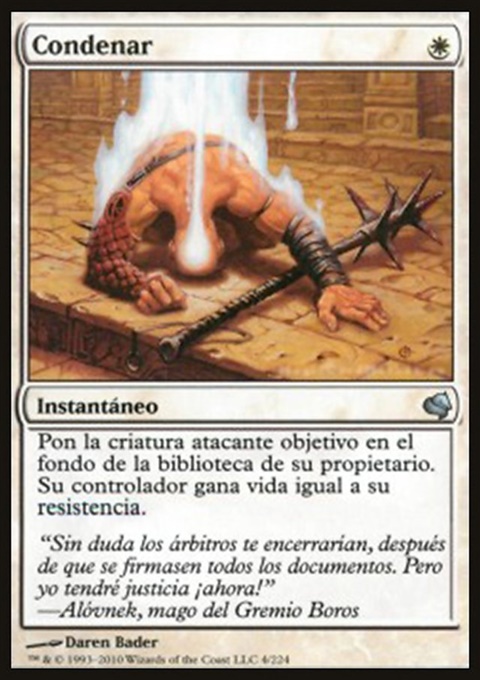 Condenar
Instantáneo
Pon la criatura atacante objetivo en el
fondo de la biblioteca de su propietario.
Su controlador gana vida igual a su
resistencia.
“Sin duda los árbitros te encerrarían, después
de que se firmasen todos los documentos. Pero
yo tendré justicia ¡ahora!”
—Alóvnek, mago del Gremio Boros
Daren Bader
™ & © 1993–2010 Wizards of the Coast LLC 4/224